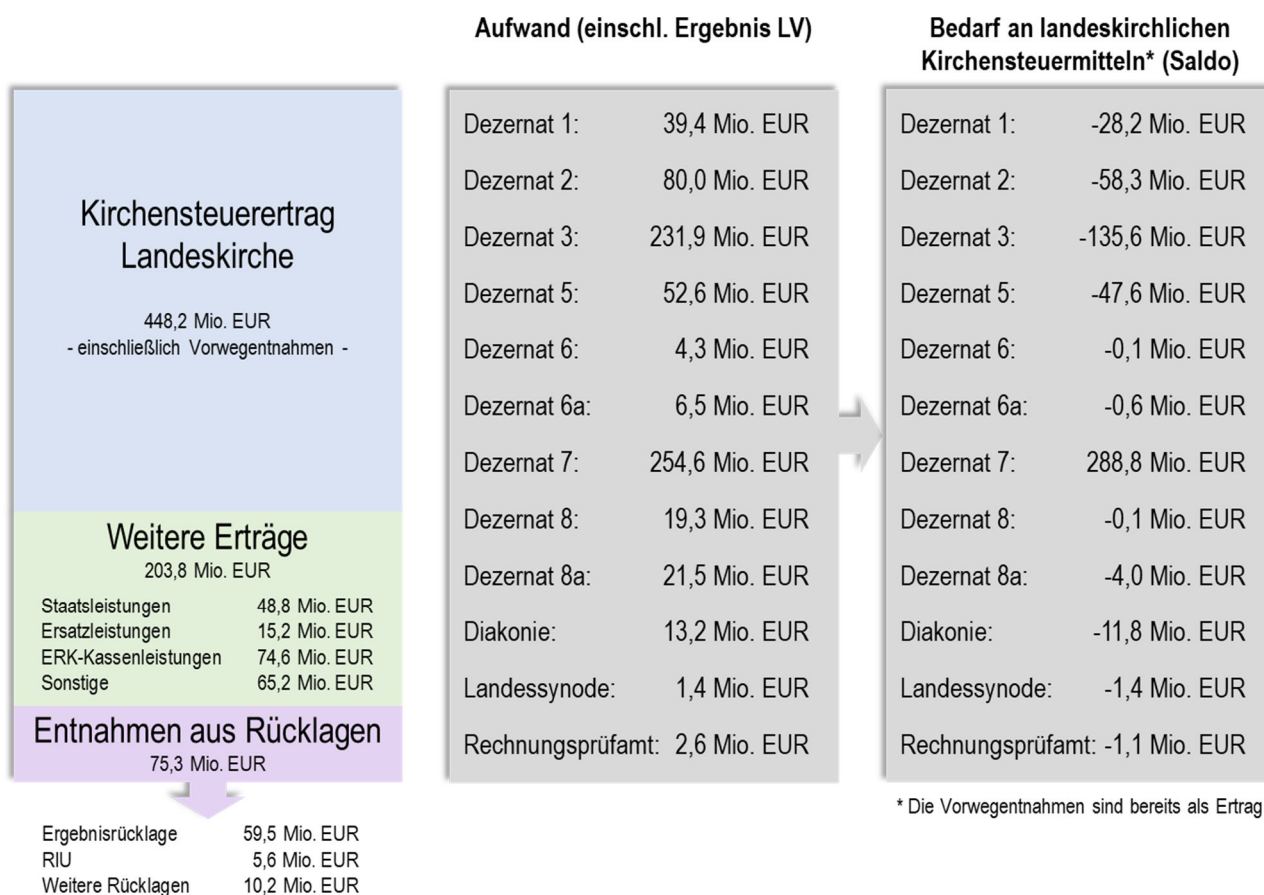 Kirchensteuerertrag
Landeskirche
448,2 Mio. EUR
- einschließlich Vorwegentnahmen -
Weitere Erträge
203,8 Mio. EUR
Staatsleistungen 48,8 Mio. EUR
Ersatzleistungen 15,2 Mio. EUR
ERK-Kassenleistungen 74,6 Mio. EUR
Sonstige 65,2 Mio. EUR
Entnahmen aus Rücklagen
75,3 Mio. EUR
Ergebnisrücklage 59,5 Mio. EUR
RIU 5,6 Mio. EUR
Weitere Rücklagen 10,2 Mio. EUR
Aufwand (einschl. Ergebnis LV)
Dezernat 1: 39,4 Mio. EUR
Dezernat 2: 80,0 Mio. EUR
Dezernat 3: 231,9 Mio. EUR
Dezernat 5: 52,6 Mio. EUR
Dezernat 6: 4,3 Mio. EUR
Dezernat 6a: 6,5 Mio. EUR
Dezernat 7: 254,6 Mio. EUR
Dezernat 8: 19,3 Mio. EUR
Dezernat 8a: 21,5 Mio. EUR
Diakonie: 13,2 Mio. EUR
Landessynode: 1,4 Mio. EUR
Rechnungsprüfamt: 2,6 Mio. EUR
Bedarf an landeskirchlichen
Kirchensteuermitteln* (Saldo)
Dezernat 1: -28,2 Mio. EUR
Dezernat 2: -58,3 Mio. EUR
Dezernat 3: -135,6 Mio. EUR
Dezernat 5: -47,6 Mio. EUR
Dezernat 6: -0,1 Mio. EUR
Dezernat 6a: -0,6 Mio. EUR
Dezernat 7: 288,8 Mio. EUR
Dezernat 8: -0,1 Mio. EUR
Dezernat 8a: -4,0 Mio. EUR
Diakonie: -11,8 Mio. EUR
Landessynode: -1,4 Mio. EUR
Rechnungsprüfamt: -1,1 Mio. EUR
* Die Vorwegentnahmen sind bereits als Ertrag